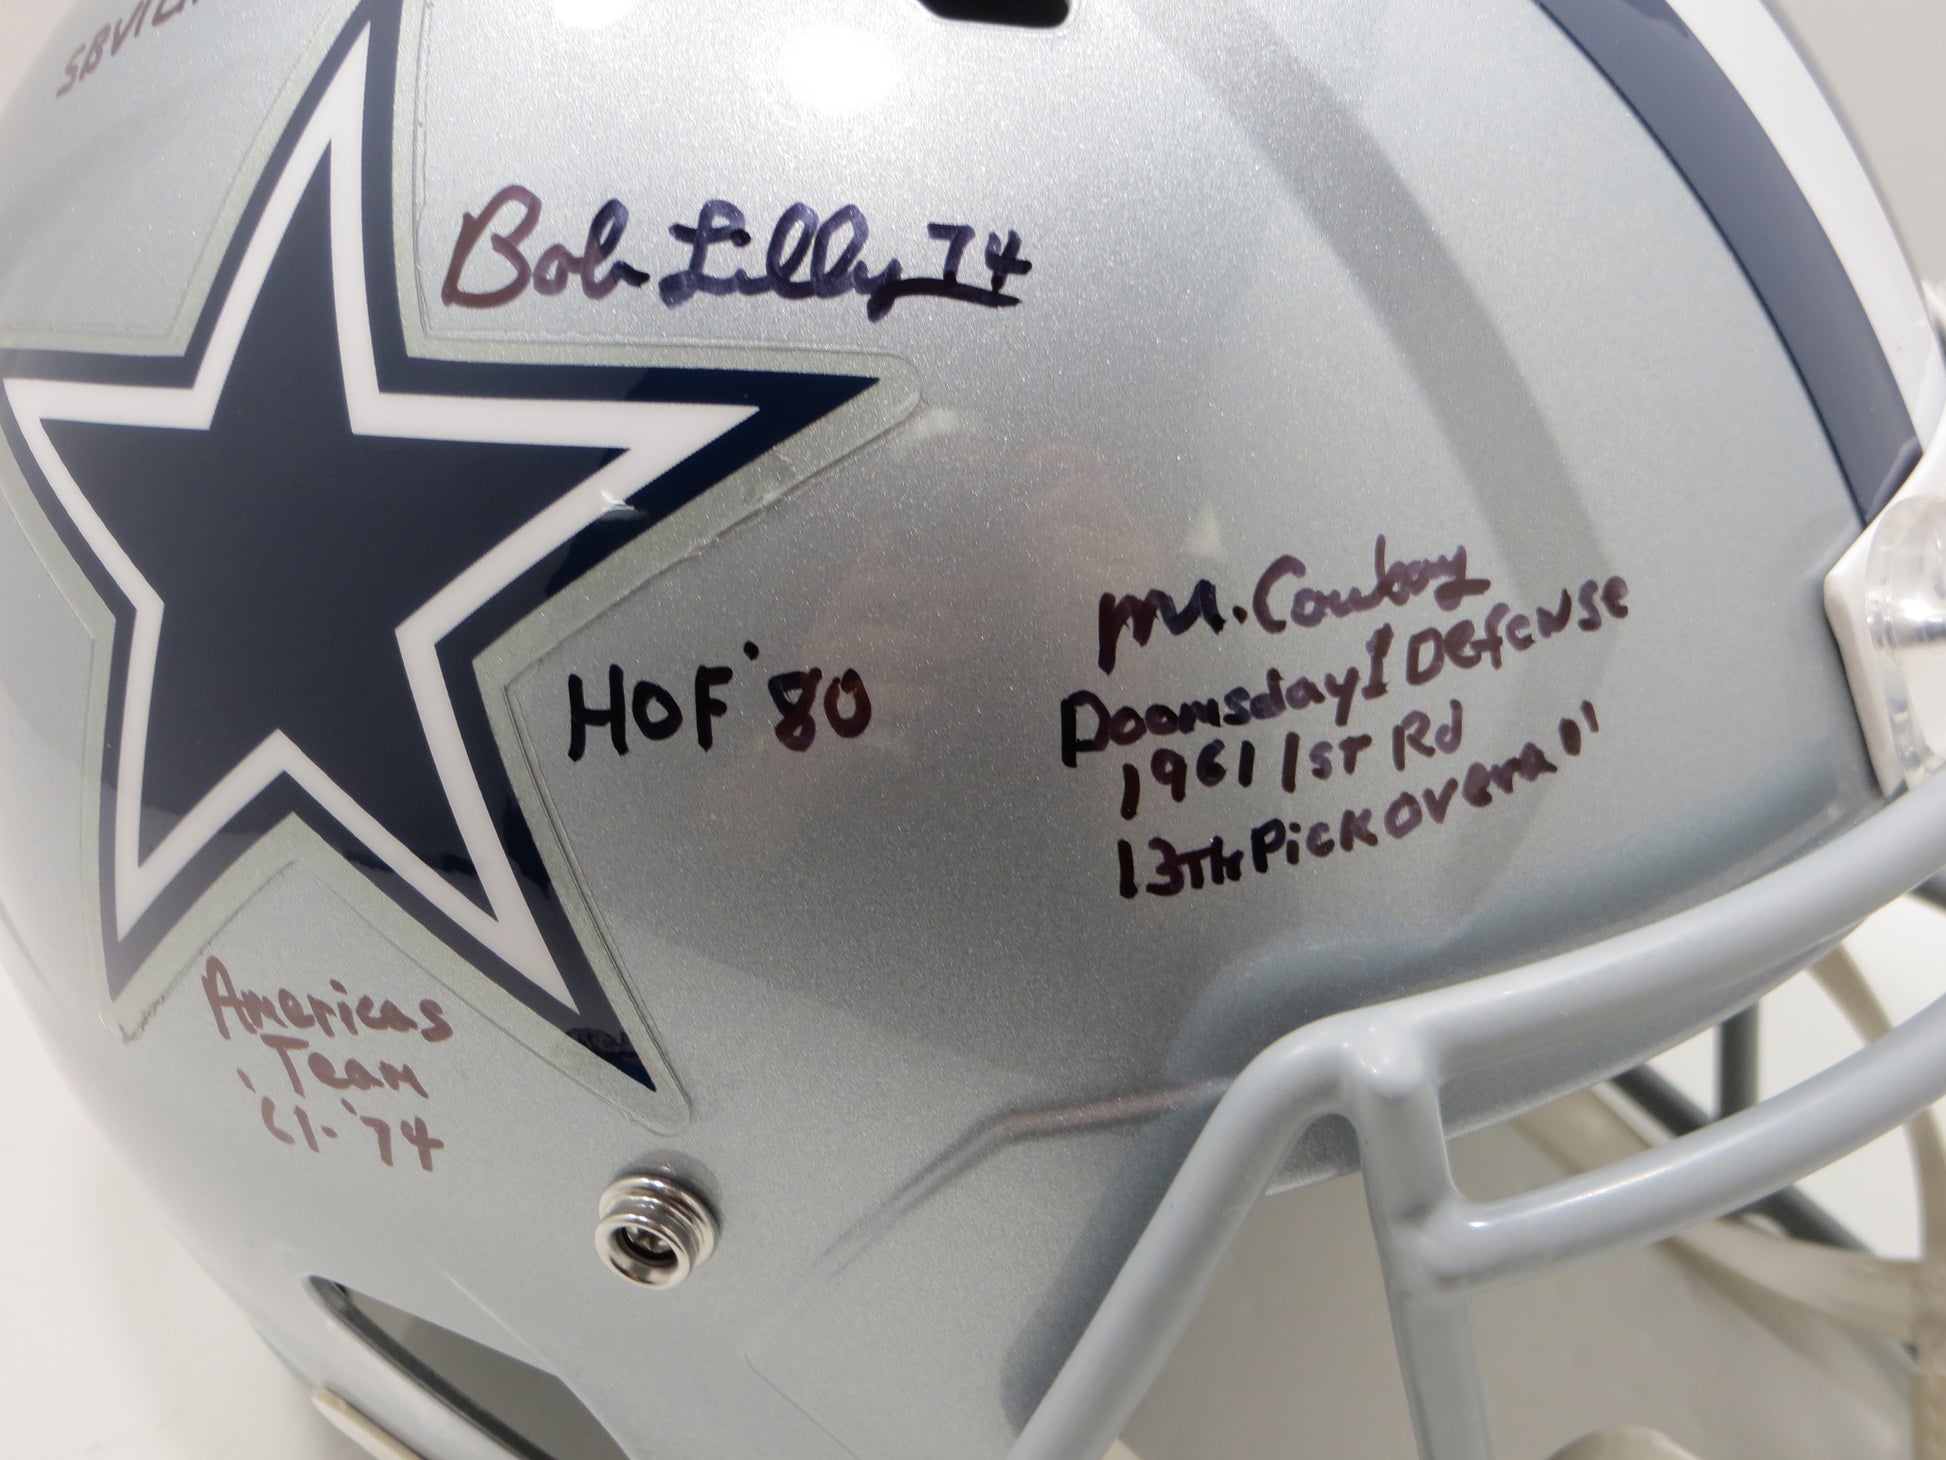 Bob Lilly 74
HOF '80
Mr. Cowboy
Doomsday I Defense
1961 1st Rd
13Th Pick overall
Americas
Team
'61-'74